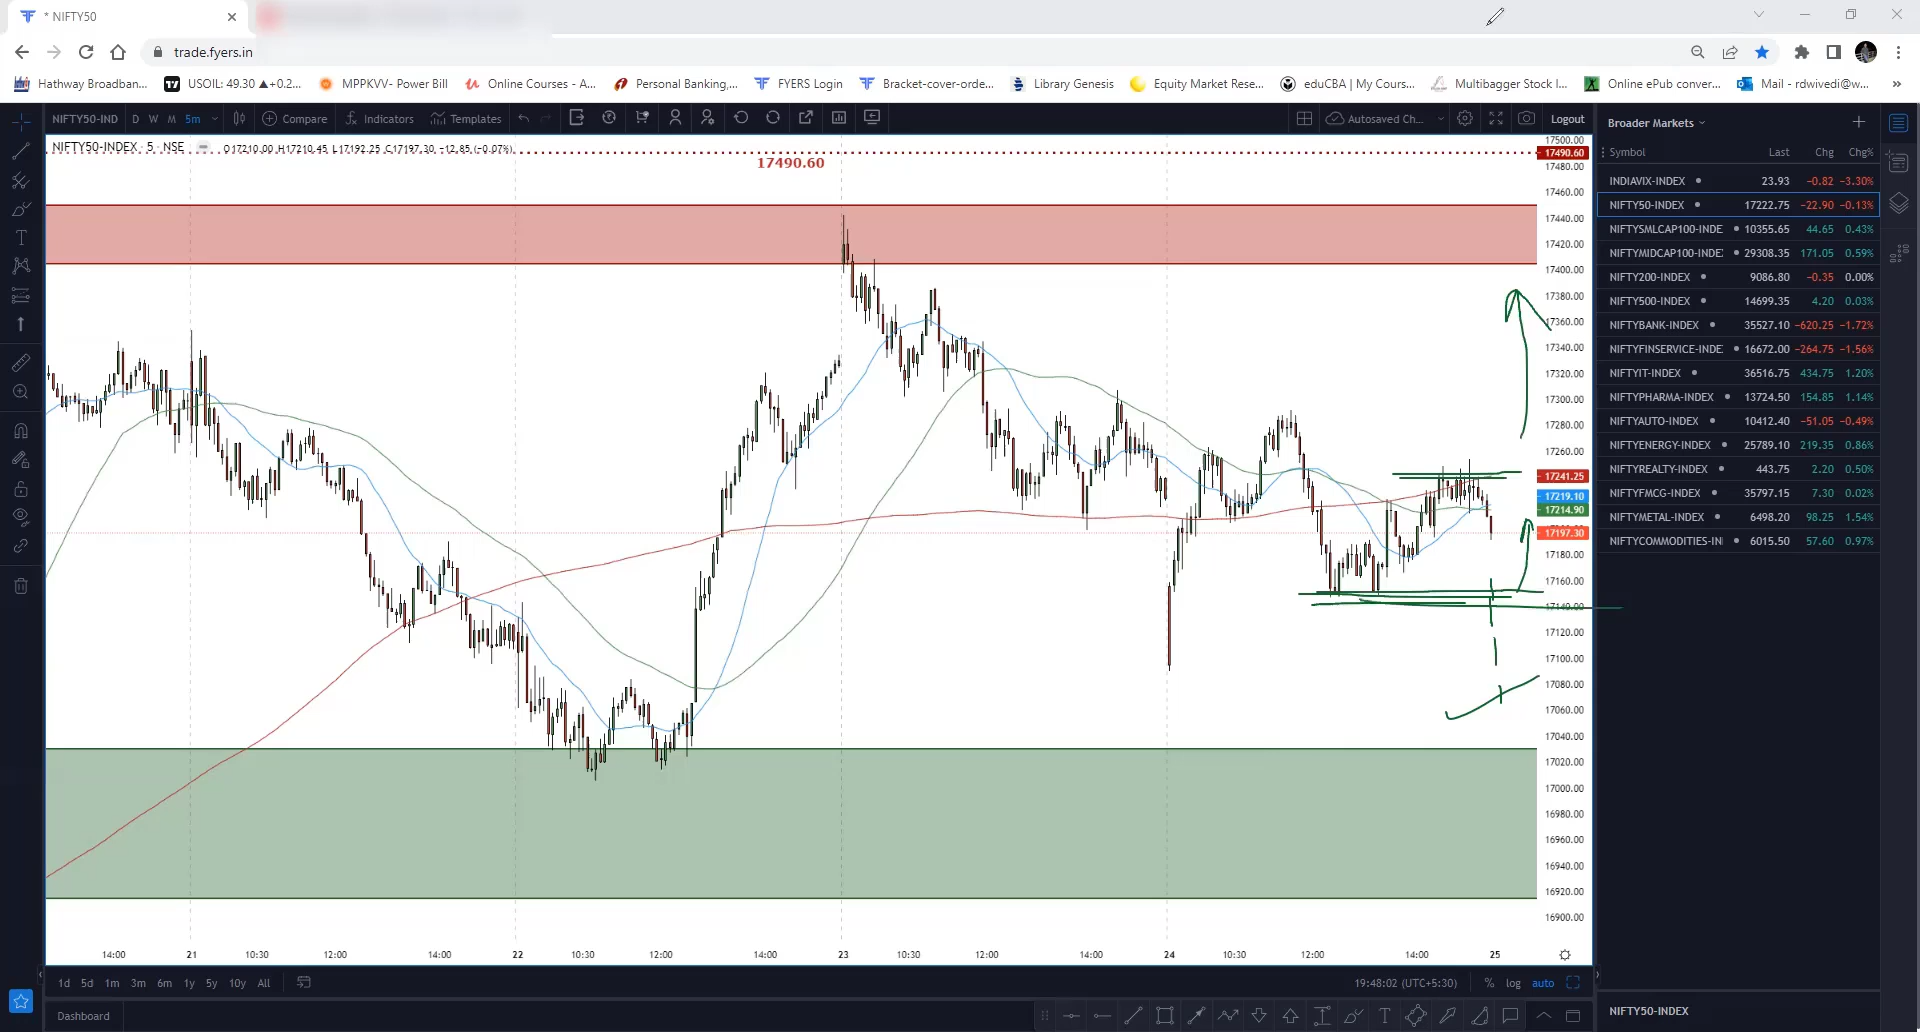 * NIFTY50
trade.fyers.in
Hathway Broadban... USOIL: 49.30 ▲+0.2... MPPKVV- Power Bill Online Courses - A... Personal Banking,... FYERS Login Bracket-cover-orde... Library Genesis Equity Market Rese... eduCBA | My Cours... Multibagger Stock I... Online ePub conver... Mail - rdwivedi@w... »
NIFTY50-IND D W M 5m Compare Indicators Templates Autosaved Ch... Logout
NIFTY50-INDEX · 5 · NSE O17210.00 H17210.45 L17192.25 C17197.30 −12.85 (−0.07%)
17490.60
17500.00
17490.60
17480.00
17460.00
17440.00
17420.00
17400.00
17380.00
17360.00
17340.00
17320.00
17300.00
17280.00
17260.00
17241.25
17219.10
17214.90
17197.30
17180.00
17160.00
17140.00
17120.00
17100.00
17080.00
17060.00
17040.00
17020.00
17000.00
16980.00
16960.00
16940.00
16920.00
16900.00
14:00 21 10:30 12:00 14:00 22 10:30 12:00 14:00 23 10:30 12:00 14:00 24 10:30 12:00 14:00 25
1d 5d 1m 3m 6m 1y 5y 10y All 19:48:02 (UTC+5:30) % log auto
Dashboard
Broader Markets
Symbol Last Chg Chg%
INDIAVIX-INDEX 23.93 −0.82 −3.30%
NIFTY50-INDEX 17222.75 −22.90 −0.13%
NIFTYSMLCAP100-INDE 10355.65 44.65 0.43%
NIFTYMIDCAP100-INDE 29308.35 171.05 0.59%
NIFTY200-INDEX 9086.80 −0.35 0.00%
NIFTY500-INDEX 14699.35 4.20 0.03%
NIFTYBANK-INDEX 35527.10 −620.25 −1.72%
NIFTYFINSERVICE-INDE 16672.00 −264.75 −1.56%
NIFTYIT-INDEX 36516.75 434.75 1.20%
NIFTYPHARMA-INDEX 13724.50 154.85 1.14%
NIFTYAUTO-INDEX 10412.40 −51.05 −0.49%
NIFTYENERGY-INDEX 25789.10 219.35 0.86%
NIFTYREALTY-INDEX 443.75 2.20 0.50%
NIFTYFMCG-INDEX 35797.15 7.30 0.02%
NIFTYMETAL-INDEX 6498.20 98.25 1.54%
NIFTYCOMMODITIES-IN 6015.50 57.60 0.97%
NIFTY50-INDEX